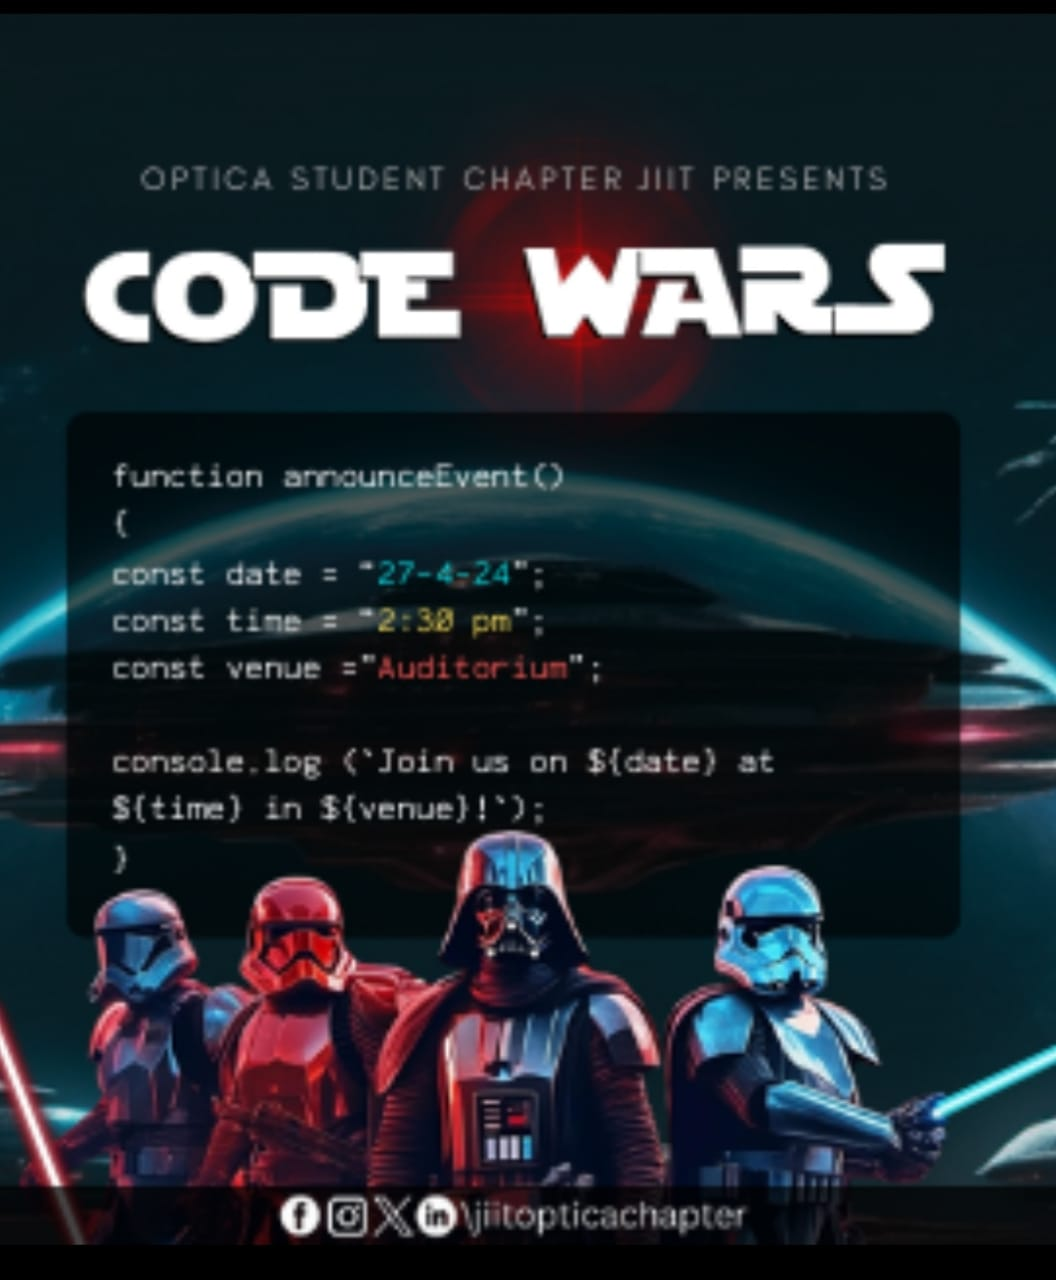 OPTICA STUDENT CHAPTER JIIT PRESENTS
CODE WARS
function announceEvent()
{
const date = "27-4-24";
const time = "2:30 pm";
const venue ="Auditorium";
console.log (`Join us on ${date} at
${time} in ${venue}!`);
}
\jiitopticachapter